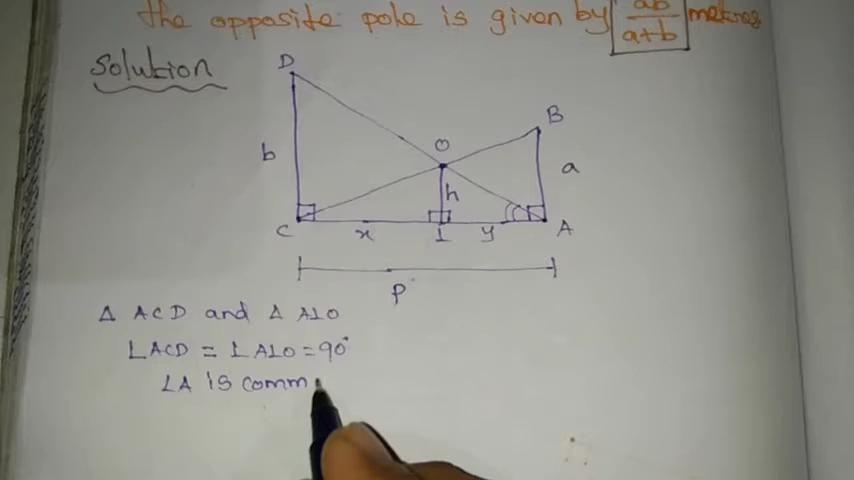 the opposite pole is given by ab/a+b metres
Solution
D
B
O
b
a
h
C
x
L
y
A
P
Δ ACD and Δ ALO
∠ACD = ∠ALO = 90°
∠A is comm